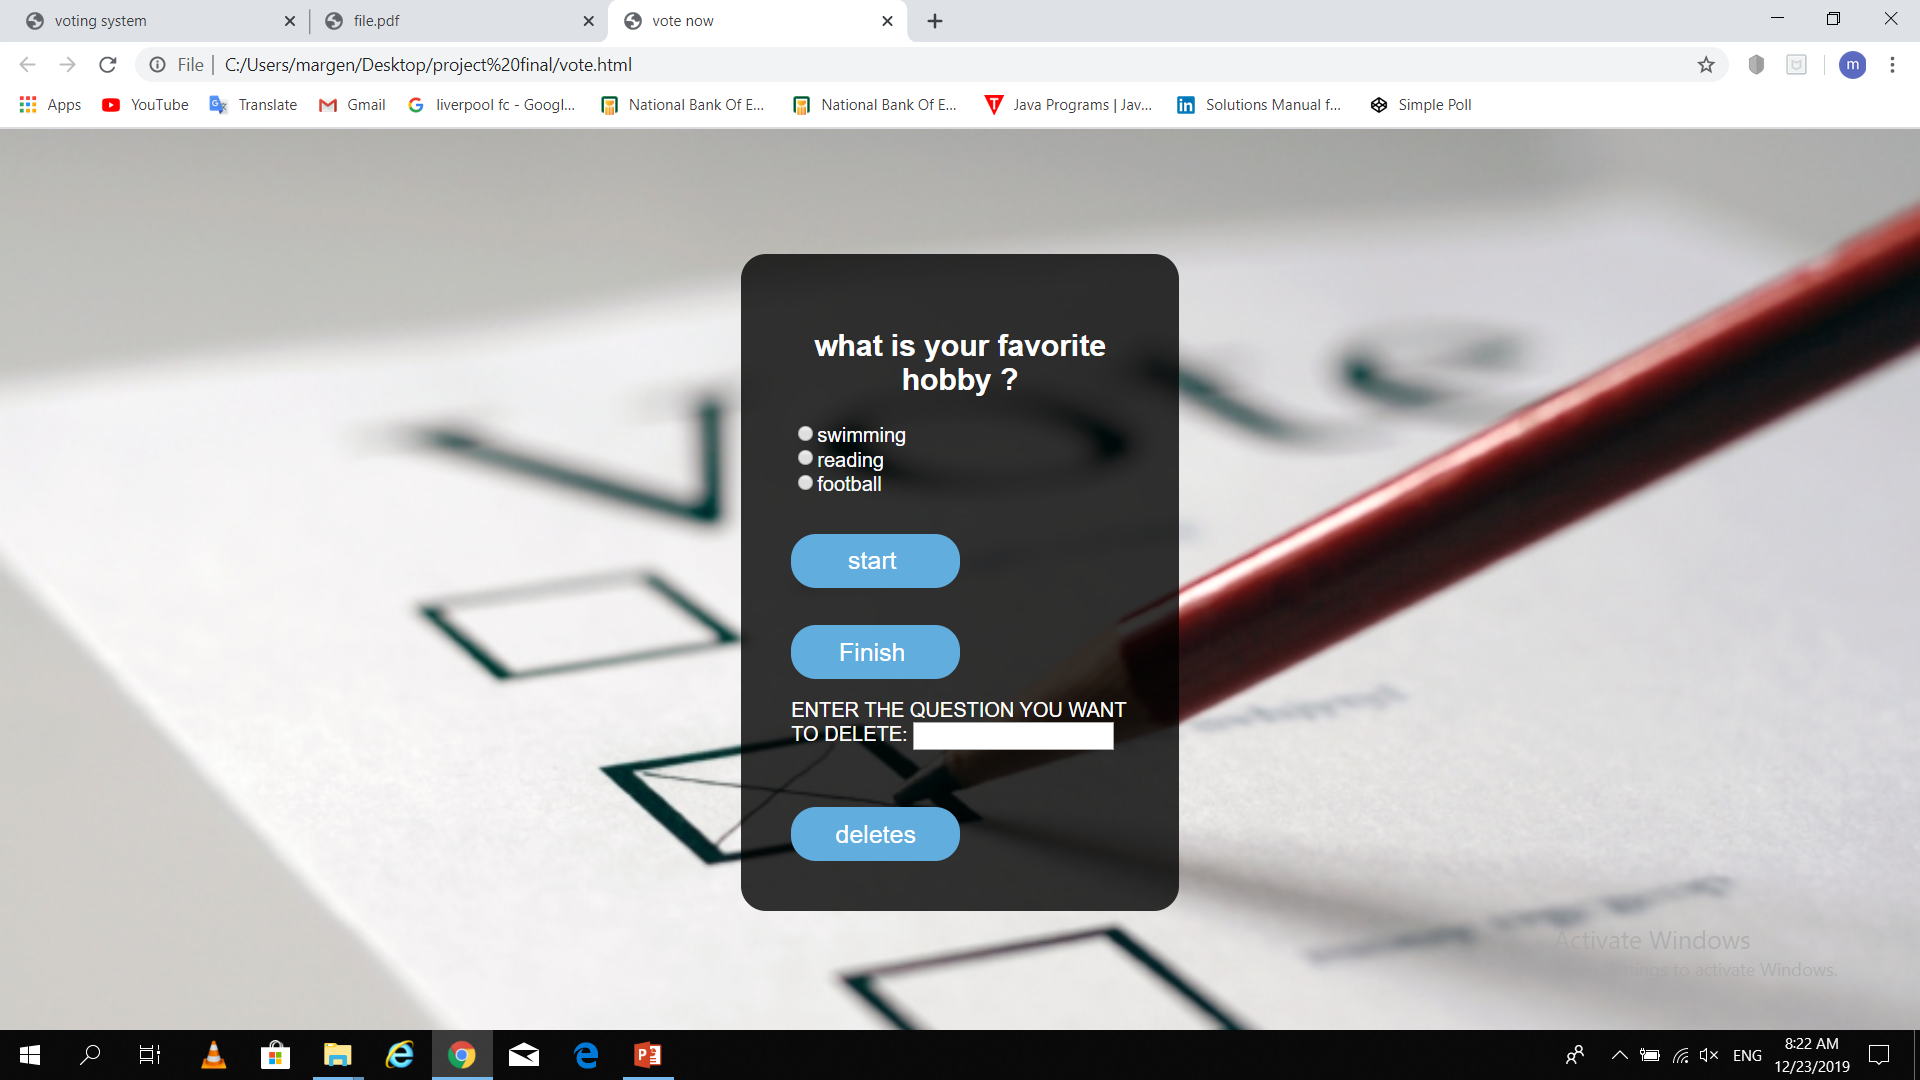 voting system
file.pdf
vote now
File
C:/Users/margen/Desktop/project%20final/vote.html
m
Apps
YouTube
Translate
Gmail
liverpool fc - Googl...
National Bank Of E...
National Bank Of E...
Java Programs | Jav...
Solutions Manual f...
Simple Poll
what is your favorite
hobby ?
swimming
reading
football
start
Finish
ENTER THE QUESTION YOU WANT
TO DELETE:
deletes
Activate Windows
to activate Windows.
ENG
8:22 AM
12/23/2019